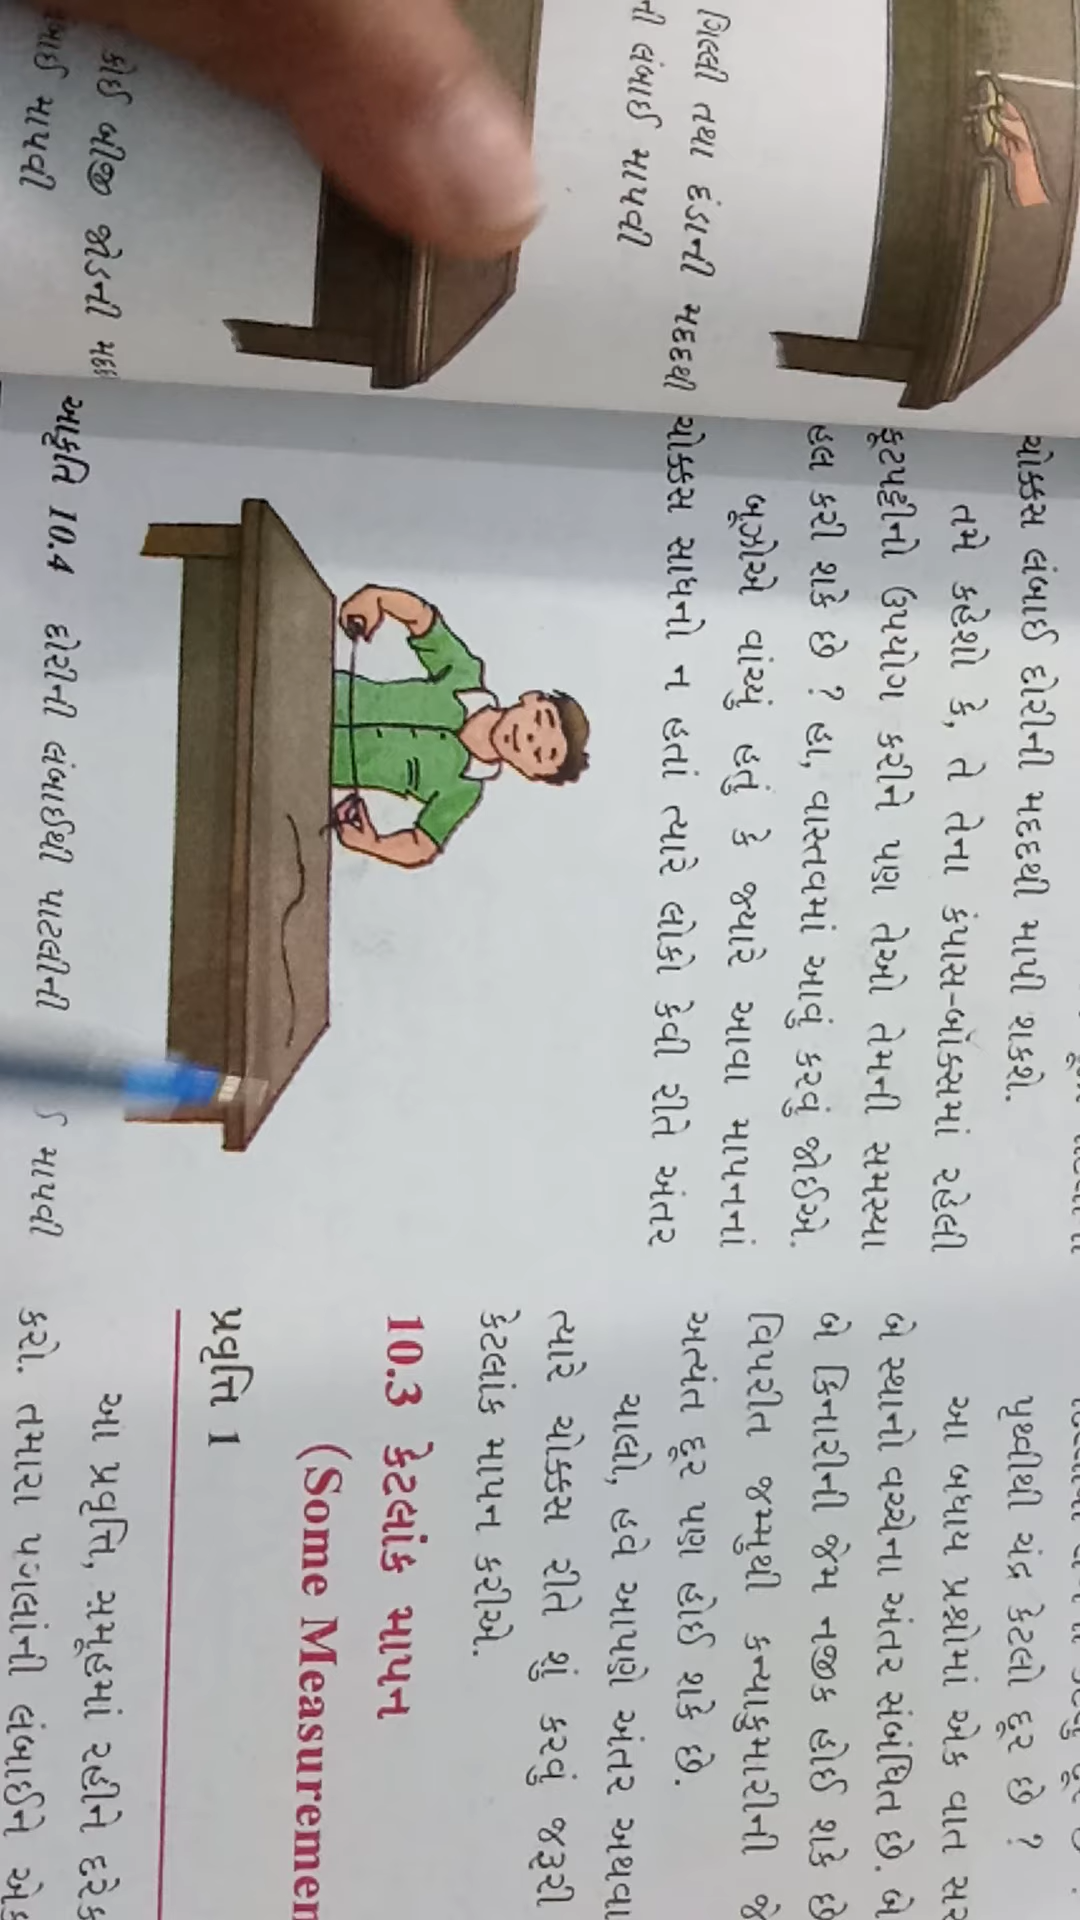 ગિલ્લી તથા દંડાની મદદથી
ની લંબાઈ માપવી
કોઈ બીજી જોડની
માપવી
ચોક્કસ લંબાઈ દોરીની મદદથી માપી શકશે.
તમે કહેશો કે, તે તેના કંપાસ-બૉક્સમાં રહેલી
ફૂટપટ્ટીનો ઉપયોગ કરીને પણ તેઓ તેમની સમસ્યા
હલ કરી શકે છે ? હા, વાસ્તવમાં આવું કરવું જોઈએ.
બૂઝોએ વાંચ્યું હતું કે જ્યારે આવા માપનનાં
ચોક્કસ સાધનો ન હતાં ત્યારે લોકો કેવી રીતે અંતર
આકૃતિ 10.4 દોરીની લંબાઈથી પાટલીની માપવી
પૃથ્વીથી ચંદ્ર કેટલો દૂર છે ?
આ બધાય પ્રશ્નોમાં એક વાત
બે સ્થાનો વચ્ચેના અંતર સંબંધિત છે. બે
બે કિનારીની જેમ નજીક હોઈ શકે છે
વિપરીત જમ્મુથી કન્યાકુમારીની જે
અત્યંત દૂર પણ હોઈ શકે છે.
ચાલો, હવે આપણે અંતર અથવા
ત્યારે ચોક્કસ રીતે શું કરવું જરૂરી
કેટલાંક માપન કરીએ.
10.3 કેટલાંક માપન
(Some Measuremen
પ્રવૃત્તિ 1
આ પ્રવૃત્તિ, સમૂહમાં રહીને દરેક
કરો. તમારા પગલાંની લંબાઈને